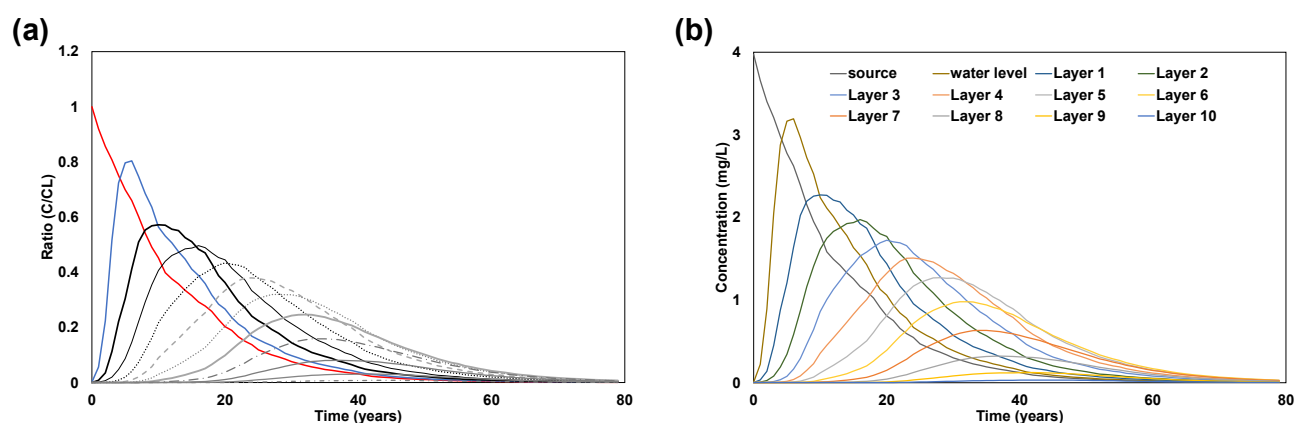 (a)
1.2
1
0.8
0.6
0.4
0.2
0
Ratio (C/CL)
0 20 40 60 80
Time (years)
(b)
4
3
2
1
0
Concentration (mg/L)
source water level Layer 1 Layer 2
Layer 3 Layer 4 Layer 5 Layer 6
Layer 7 Layer 8 Layer 9 Layer 10
0 20 40 60 80
Time (years)